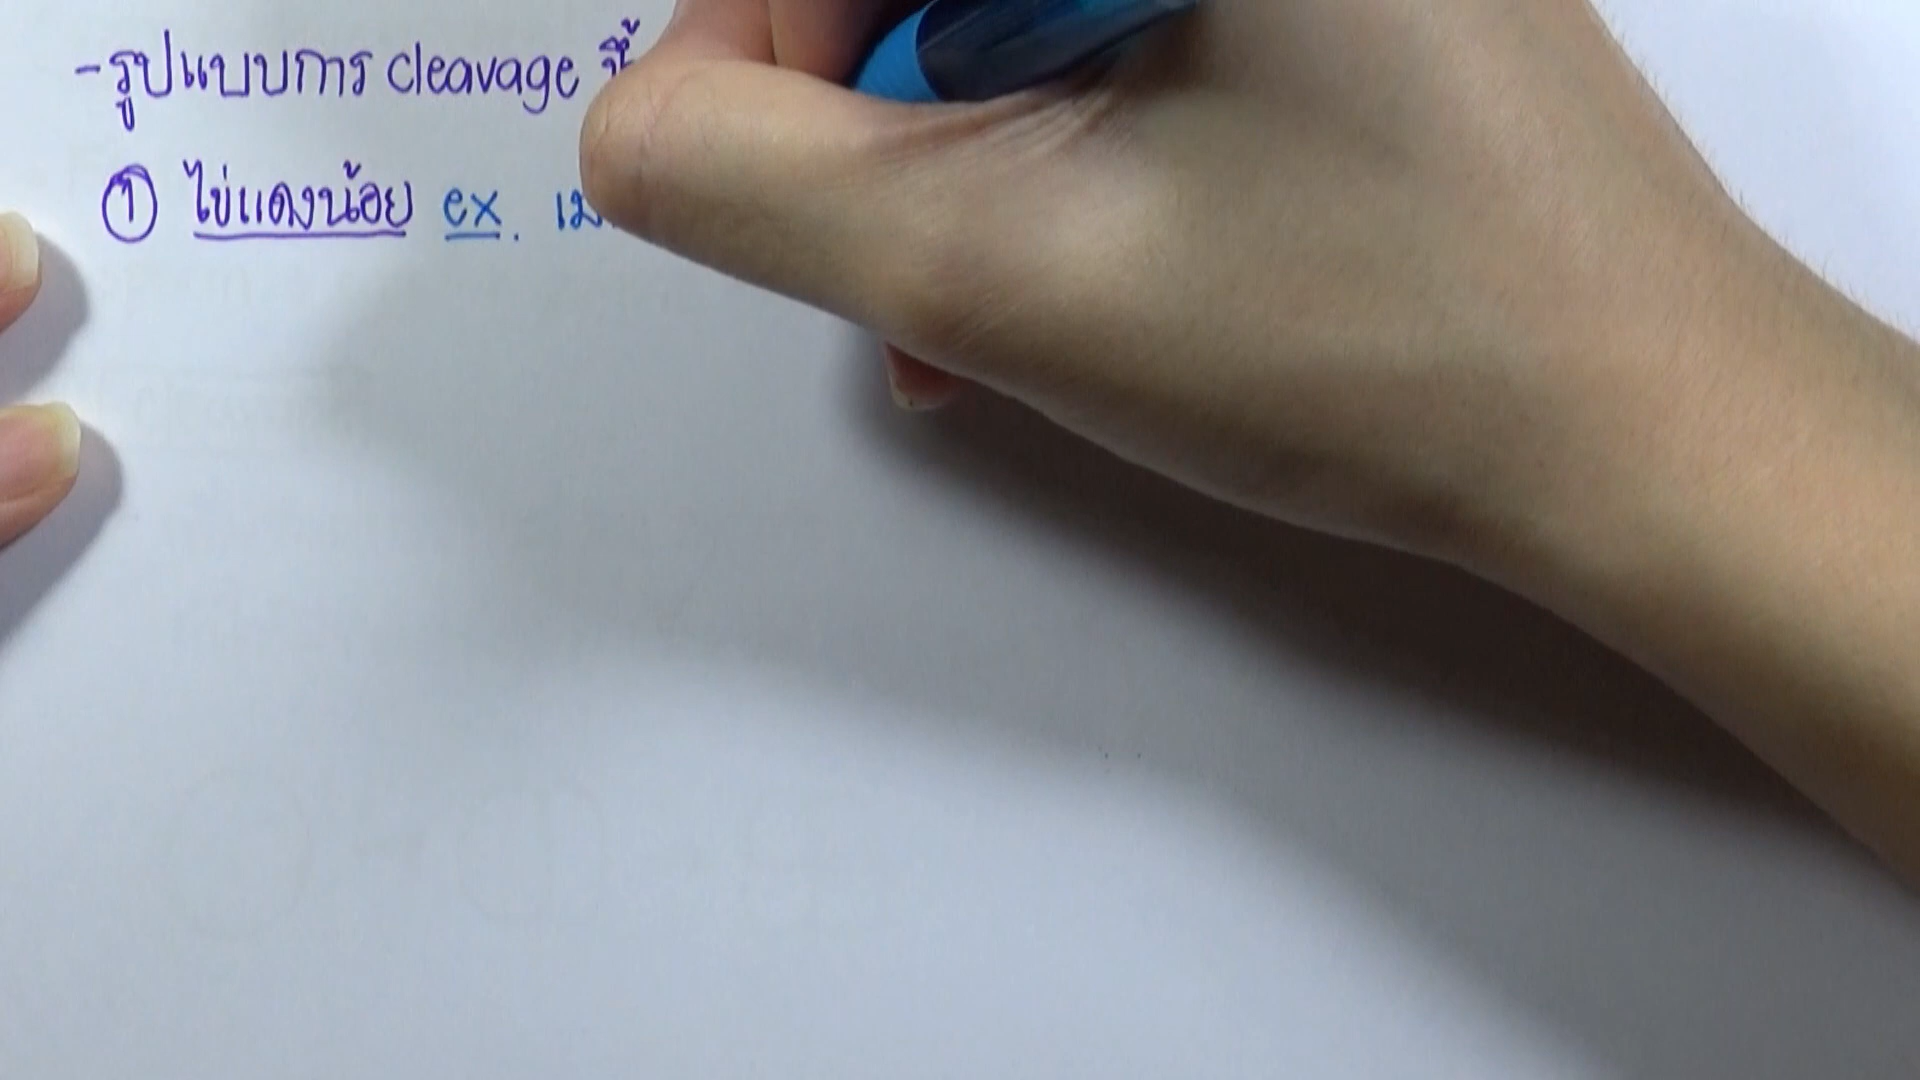 - รูปแบบการ cleavage
① ไข่แดงน้อย ex.